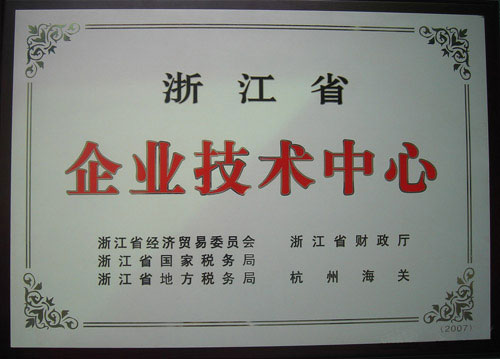 浙江省
企业技术中心
浙江省经济贸易委员会 浙江省财政厅
浙江省国家税务局
浙江省地方税务局 杭州海关
(2007)